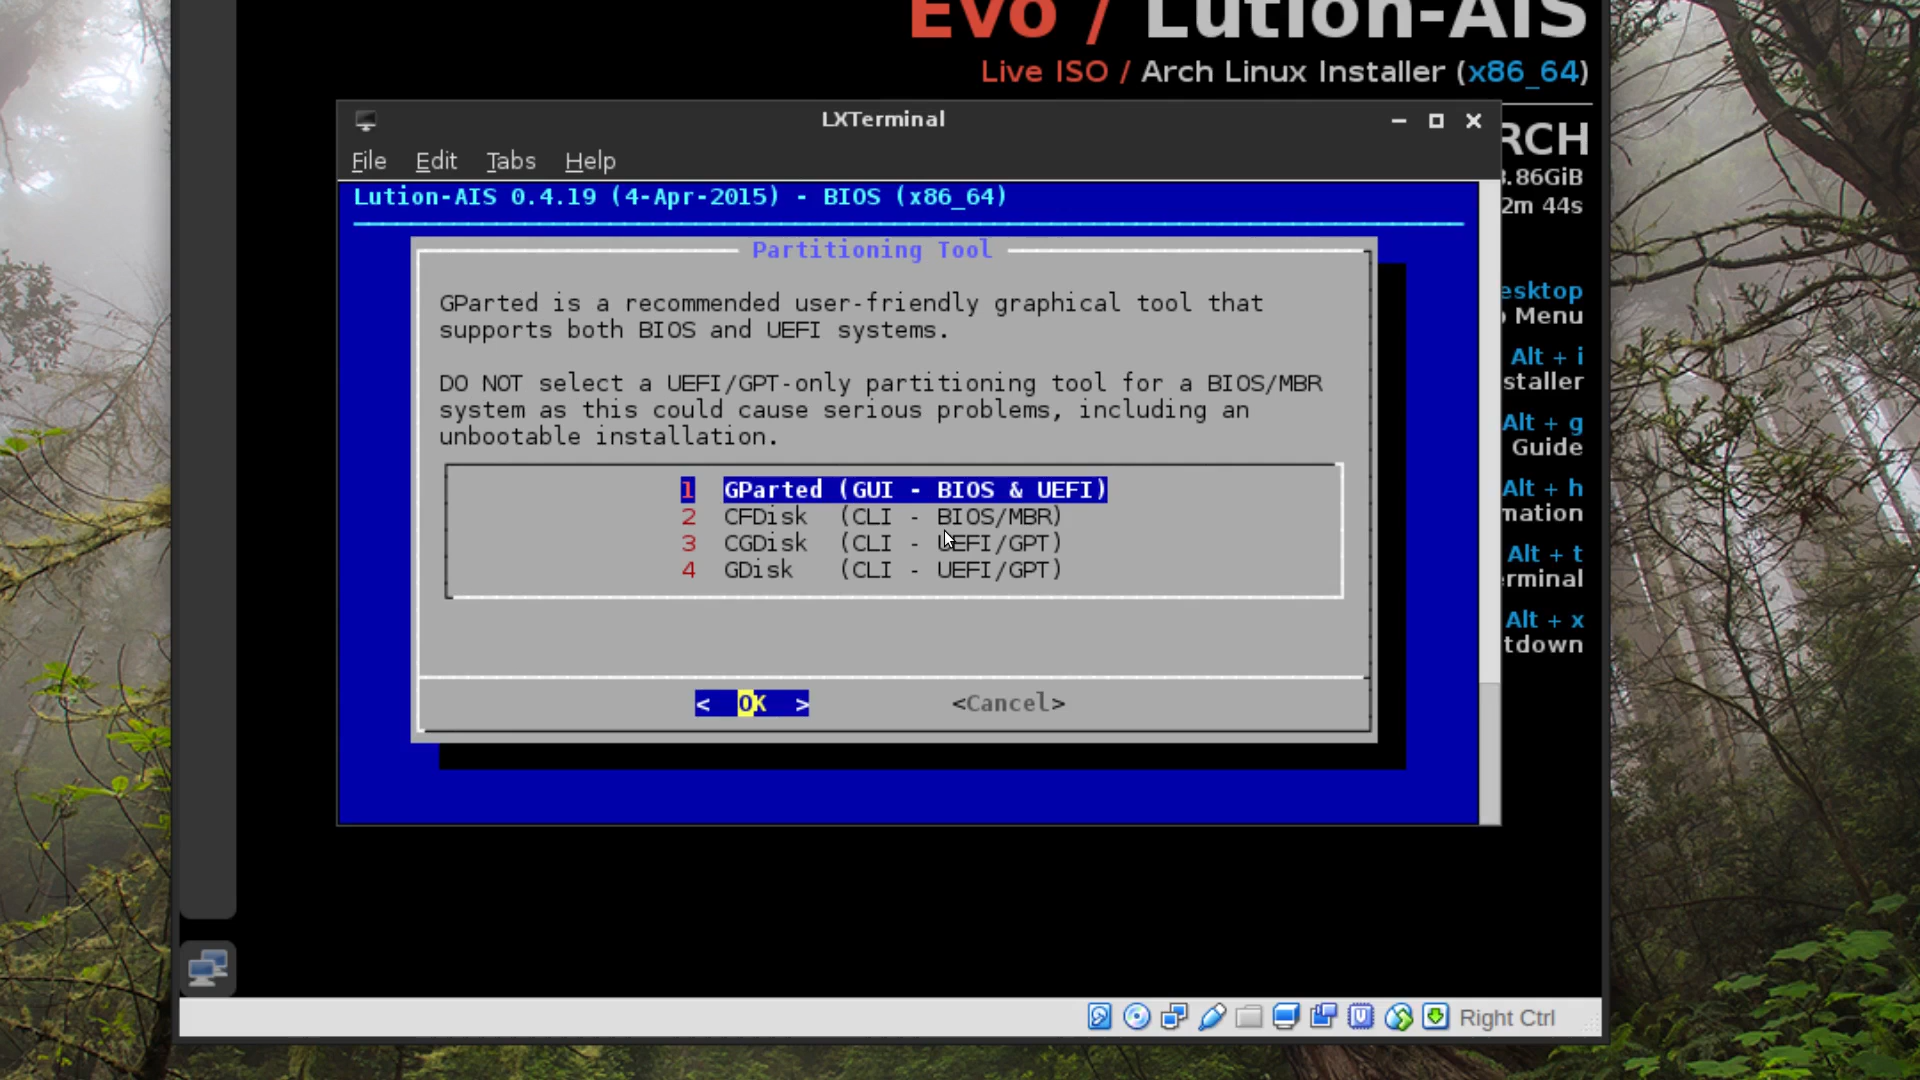 Evo / Lution-AIS
Live ISO / Arch Linux Installer (x86_64)
LXTerminal
File Edit Tabs Help
Lution-AIS 0.4.19 (4-Apr-2015) - BIOS (x86_64)
Partitioning Tool
GParted is a recommended user-friendly graphical tool that
supports both BIOS and UEFI systems.
DO NOT select a UEFI/GPT-only partitioning tool for a BIOS/MBR
system as this could cause serious problems, including an
unbootable installation.
1 GParted (GUI - BIOS & UEFI)
2 CFDisk (CLI - BIOS/MBR)
3 CGDisk (CLI - UEFI/GPT)
4 GDisk (CLI - UEFI/GPT)
< OK > <Cancel>
RCH
.86GiB
2m 44s
esktop
Menu
Alt + i
staller
Alt + g
Guide
Alt + h
mation
Alt + t
erminal
Alt + x
tdown
Right Ctrl